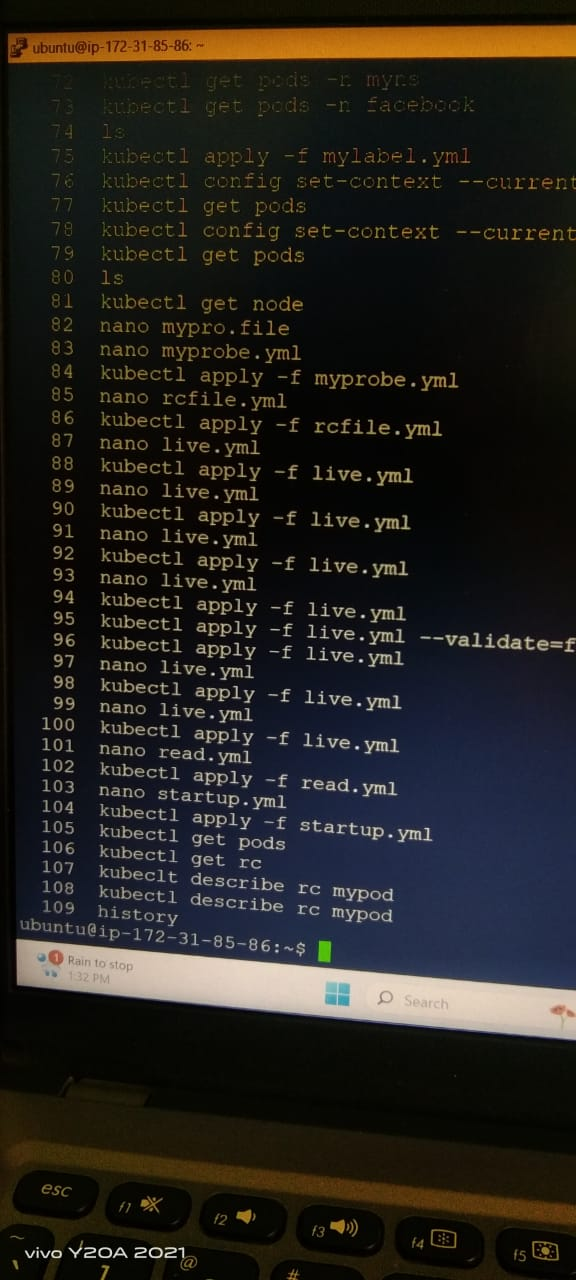 ubuntu@ip-172-31-85-86: ~
72 kubectl get pods -n myns
73 kubectl get pods -n facebook
74 ls
75 kubectl apply -f mylabel.yml
76 kubectl config set-context --current
77 kubectl get pods
78 kubectl config set-context --current
79 kubectl get pods
80 ls
81 kubectl get node
82 nano mypro.file
83 nano myprobe.yml
84 kubectl apply -f myprobe.yml
85 nano rcfile.yml
86 kubectl apply -f rcfile.yml
87 nano live.yml
88 kubectl apply -f live.yml
89 nano live.yml
90 kubectl apply -f live.yml
91 nano live.yml
92 kubectl apply -f live.yml
93 nano live.yml
94 kubectl apply -f live.yml
95 kubectl apply -f live.yml --validate=f
96 kubectl apply -f live.yml
97 nano live.yml
98 kubectl apply -f live.yml
99 nano live.yml
100 kubectl apply -f live.yml
101 nano read.yml
102 kubectl apply -f read.yml
103 nano startup.yml
104 kubectl apply -f startup.yml
105 kubectl get pods
106 kubectl get rc
107 kubeclt describe rc mypod
108 kubectl describe rc mypod
109 history
ubuntu@ip-172-31-85-86:~$
1 Rain to stop
1:32 PM
Search
esc
f1
f2
f3
f4
f5
~
1
@
#
vivo Y20A 2021